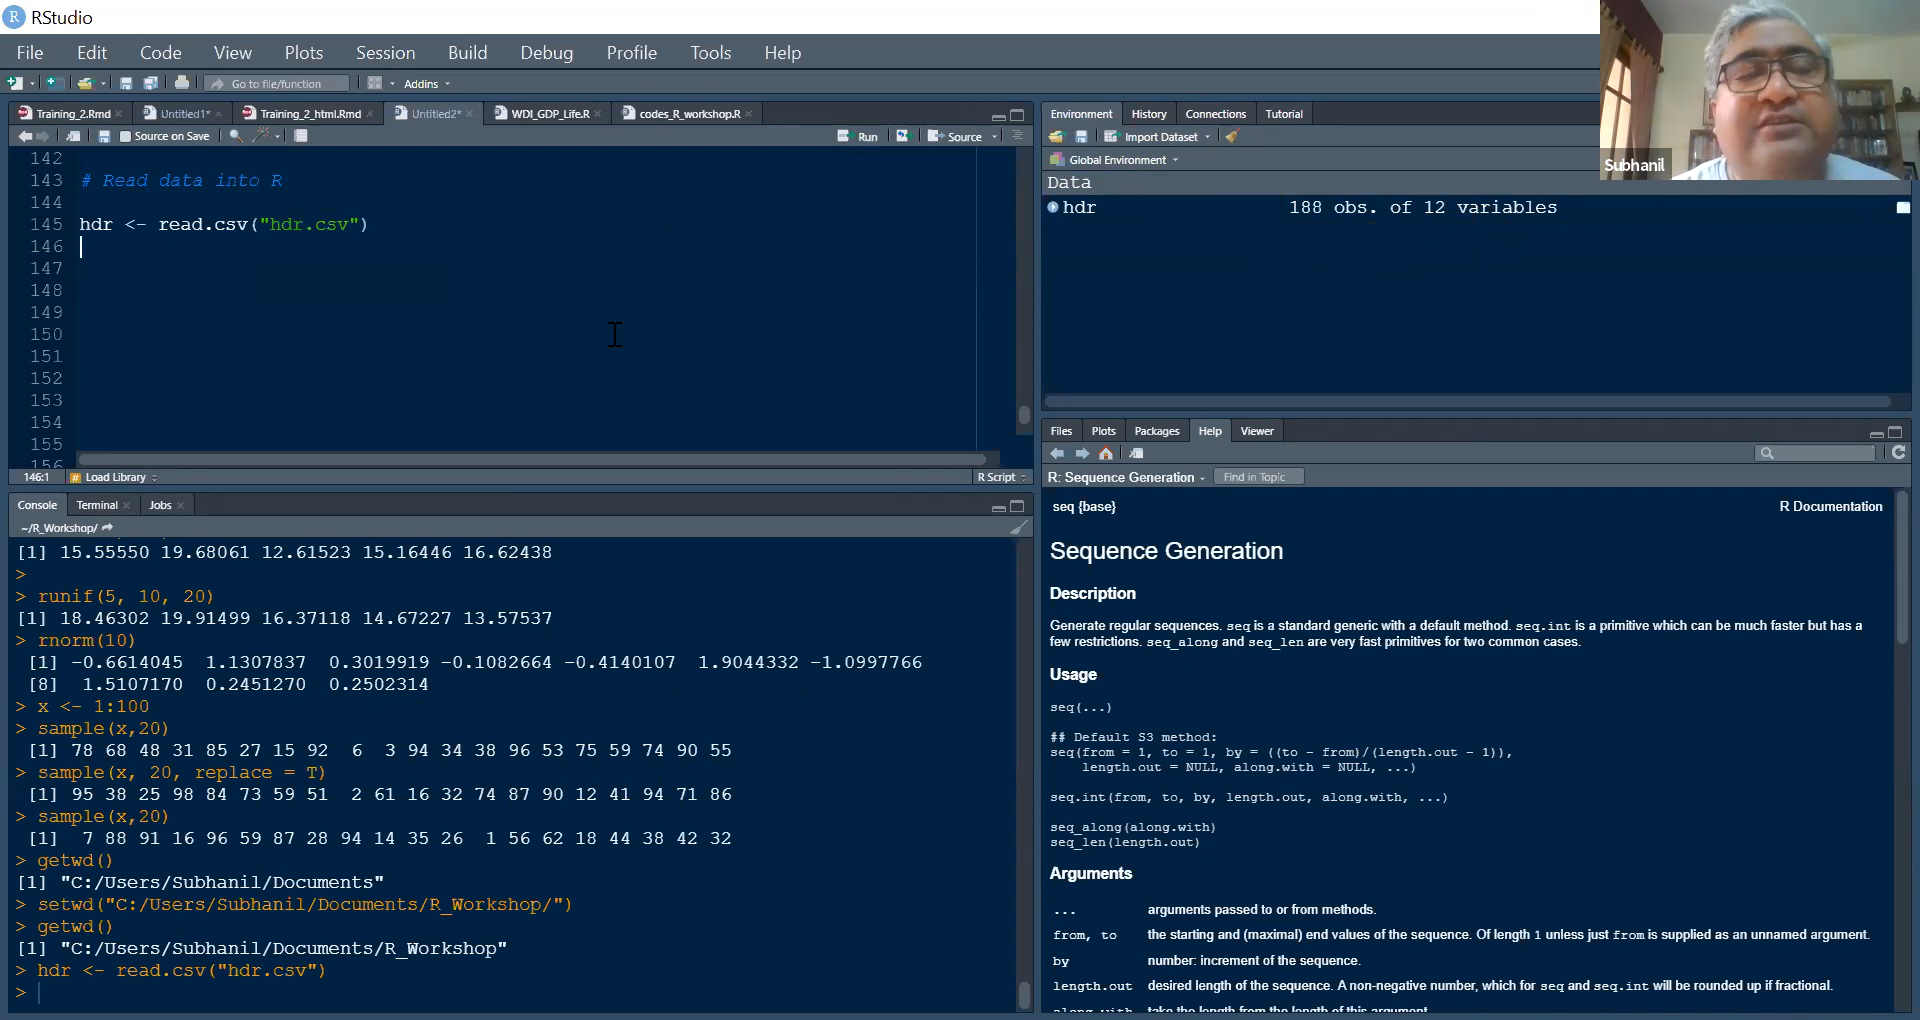 RStudio
File Edit Code View Plots Session Build Debug Profile Tools Help
Go to file/function Addins
Training_2.Rmd Untitled1* Training_2_html.Rmd Untitled2* WDI_GDP_Life.R codes_R_workshop.R
Source on Save Run Source
142
143 # Read data into R
144
145 hdr <- read.csv("hdr.csv")
146
147
148
149
150
151
152
153
154
155
156
146:1 # Load Library R Script
Console Terminal Jobs
~/R_Workshop/
[1] 15.55550 19.68061 12.61523 15.16446 16.62438
>
> runif(5, 10, 20)
[1] 18.46302 19.91499 16.37118 14.67227 13.57537
> rnorm(10)
[1] -0.6614045 1.1307837 0.3019919 -0.1082664 -0.4140107 1.9044332 -1.0997766
[8] 1.5107170 0.2451270 0.2502314
> x <- 1:100
> sample(x,20)
[1] 78 68 48 31 85 27 15 92 6 3 94 34 38 96 53 75 59 74 90 55
> sample(x, 20, replace = T)
[1] 95 38 25 98 84 73 59 51 2 61 16 32 74 87 90 12 41 94 71 86
> sample(x,20)
[1] 7 88 91 16 96 59 87 28 94 14 35 26 1 56 62 18 44 38 42 32
> getwd()
[1] "C:/Users/Subhanil/Documents"
> setwd("C:/Users/Subhanil/Documents/R_Workshop/")
> getwd()
[1] "C:/Users/Subhanil/Documents/R_Workshop"
> hdr <- read.csv("hdr.csv")
>
Environment History Connections Tutorial
Import Dataset
Global Environment
Data
hdr 188 obs. of 12 variables
Subhanil
Files Plots Packages Help Viewer
R: Sequence Generation Find in Topic
seq {base} R Documentation
Sequence Generation
Description
Generate regular sequences. seq is a standard generic with a default method. seq.int is a primitive which can be much faster but has a
few restrictions. seq_along and seq_len are very fast primitives for two common cases.
Usage
seq(...)
## Default S3 method:
seq(from = 1, to = 1, by = ((to - from)/(length.out - 1)),
length.out = NULL, along.with = NULL, ...)
seq.int(from, to, by, length.out, along.with, ...)
seq_along(along.with)
seq_len(length.out)
Arguments
... arguments passed to or from methods.
from, to the starting and (maximal) end values of the sequence. Of length 1 unless just from is supplied as an unnamed argument.
by number: increment of the sequence.
length.out desired length of the sequence. A non-negative number, which for seq and seq.int will be rounded up if fractional.
along.with take the length from the length of this argument.